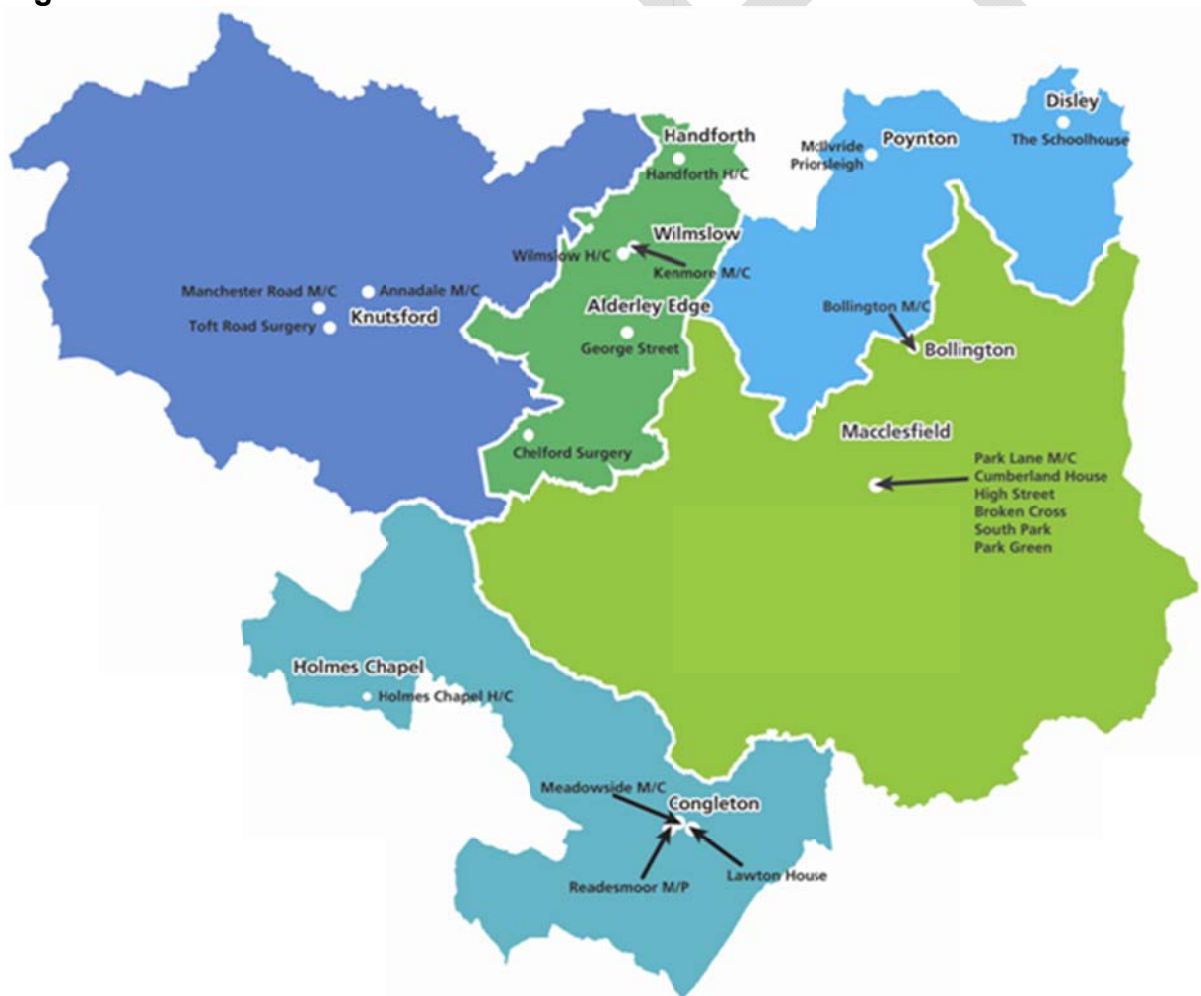 Disley
The Schoolhouse
Poynton
McIlvride
Priorsleigh
Handforth
Handforth H/C
Wilmslow
Wilmslow H/C
Kenmore M/C
Alderley Edge
George Street
Chelford Surgery
Manchester Road M/C
Annadale M/C
Knutsford
Toft Road Surgery
Bollington M/C
Bollington
Macclesfield
Park Lane M/C
Cumberland House
High Street
Broken Cross
South Park
Park Green
Holmes Chapel
Holmes Chapel H/C
Meadowside M/C
Congleton
Readesmoor M/P
Lawton House